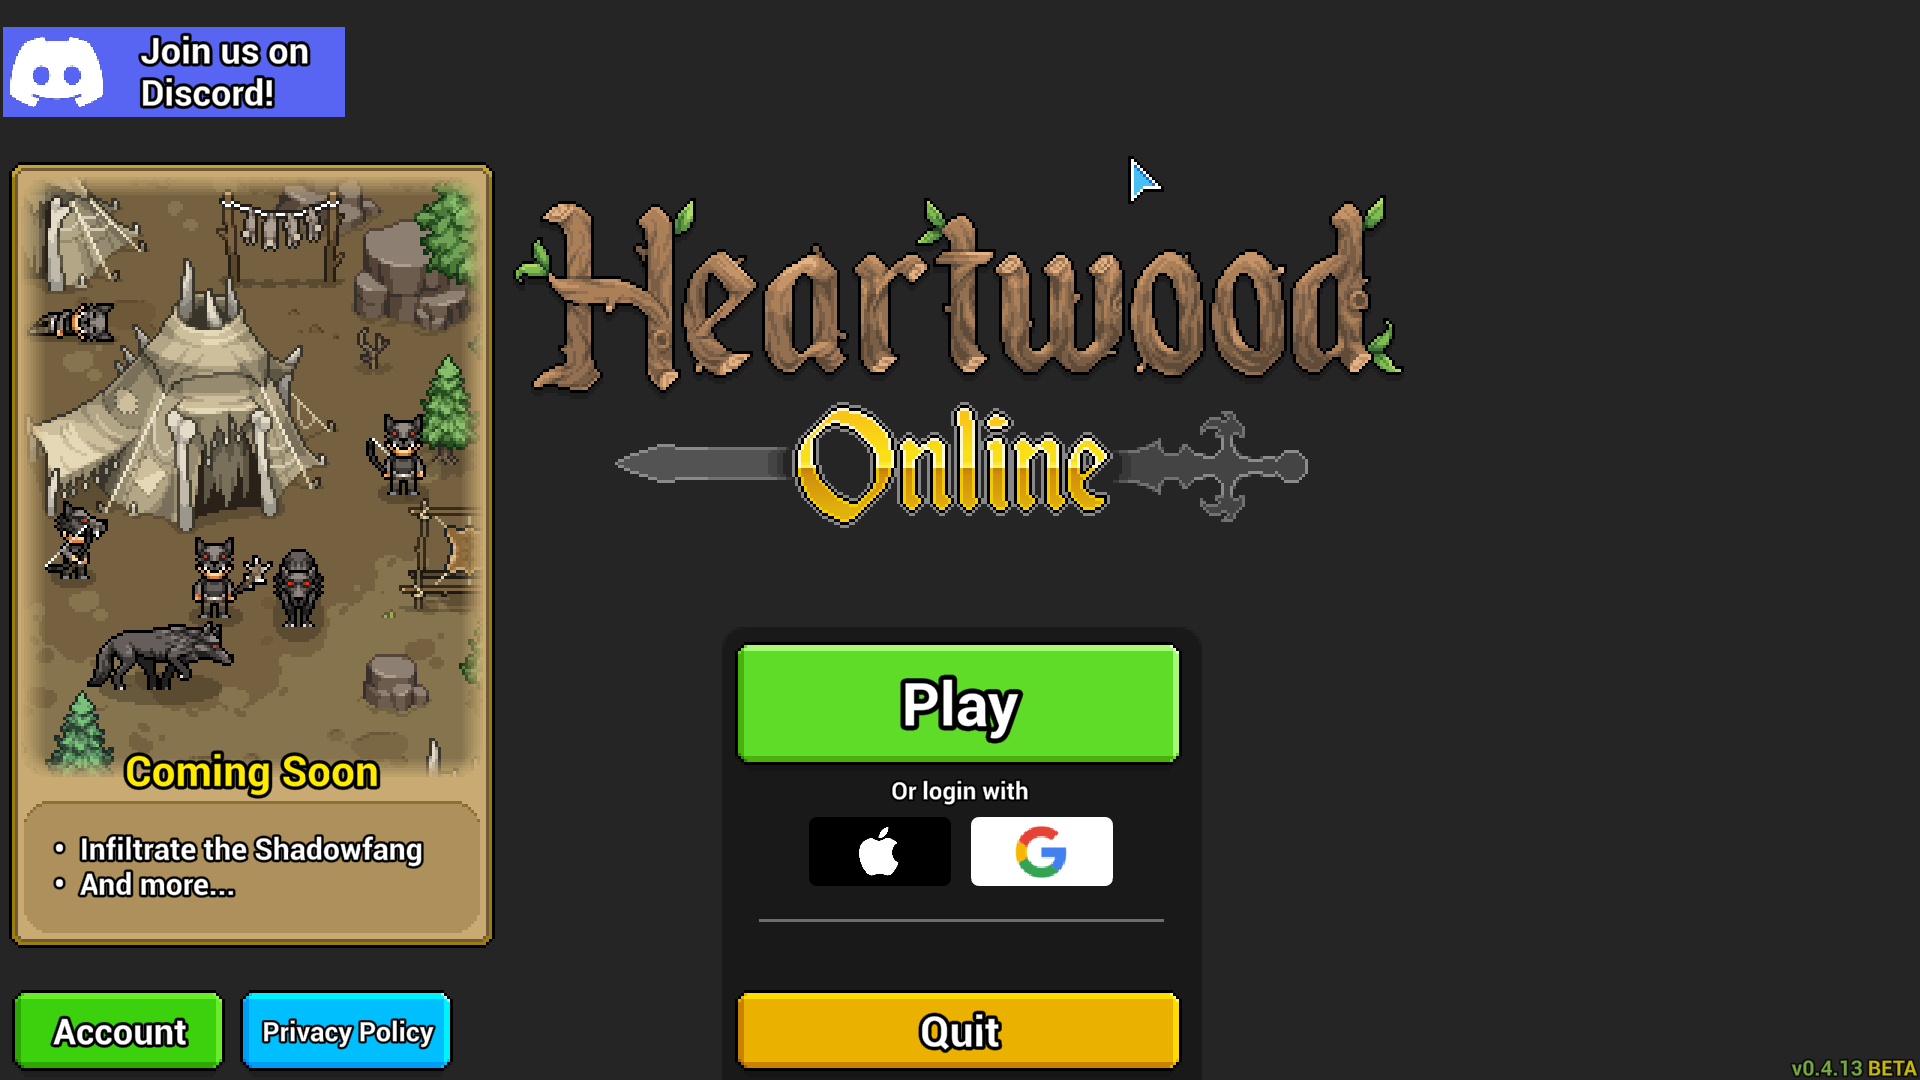 Join us on
Discord!
Heartwood
Online
Coming Soon
• Infiltrate the Shadowfang
• And more...
Play
Or login with
Account
Privacy Policy
Quit
v0.4.13 BETA